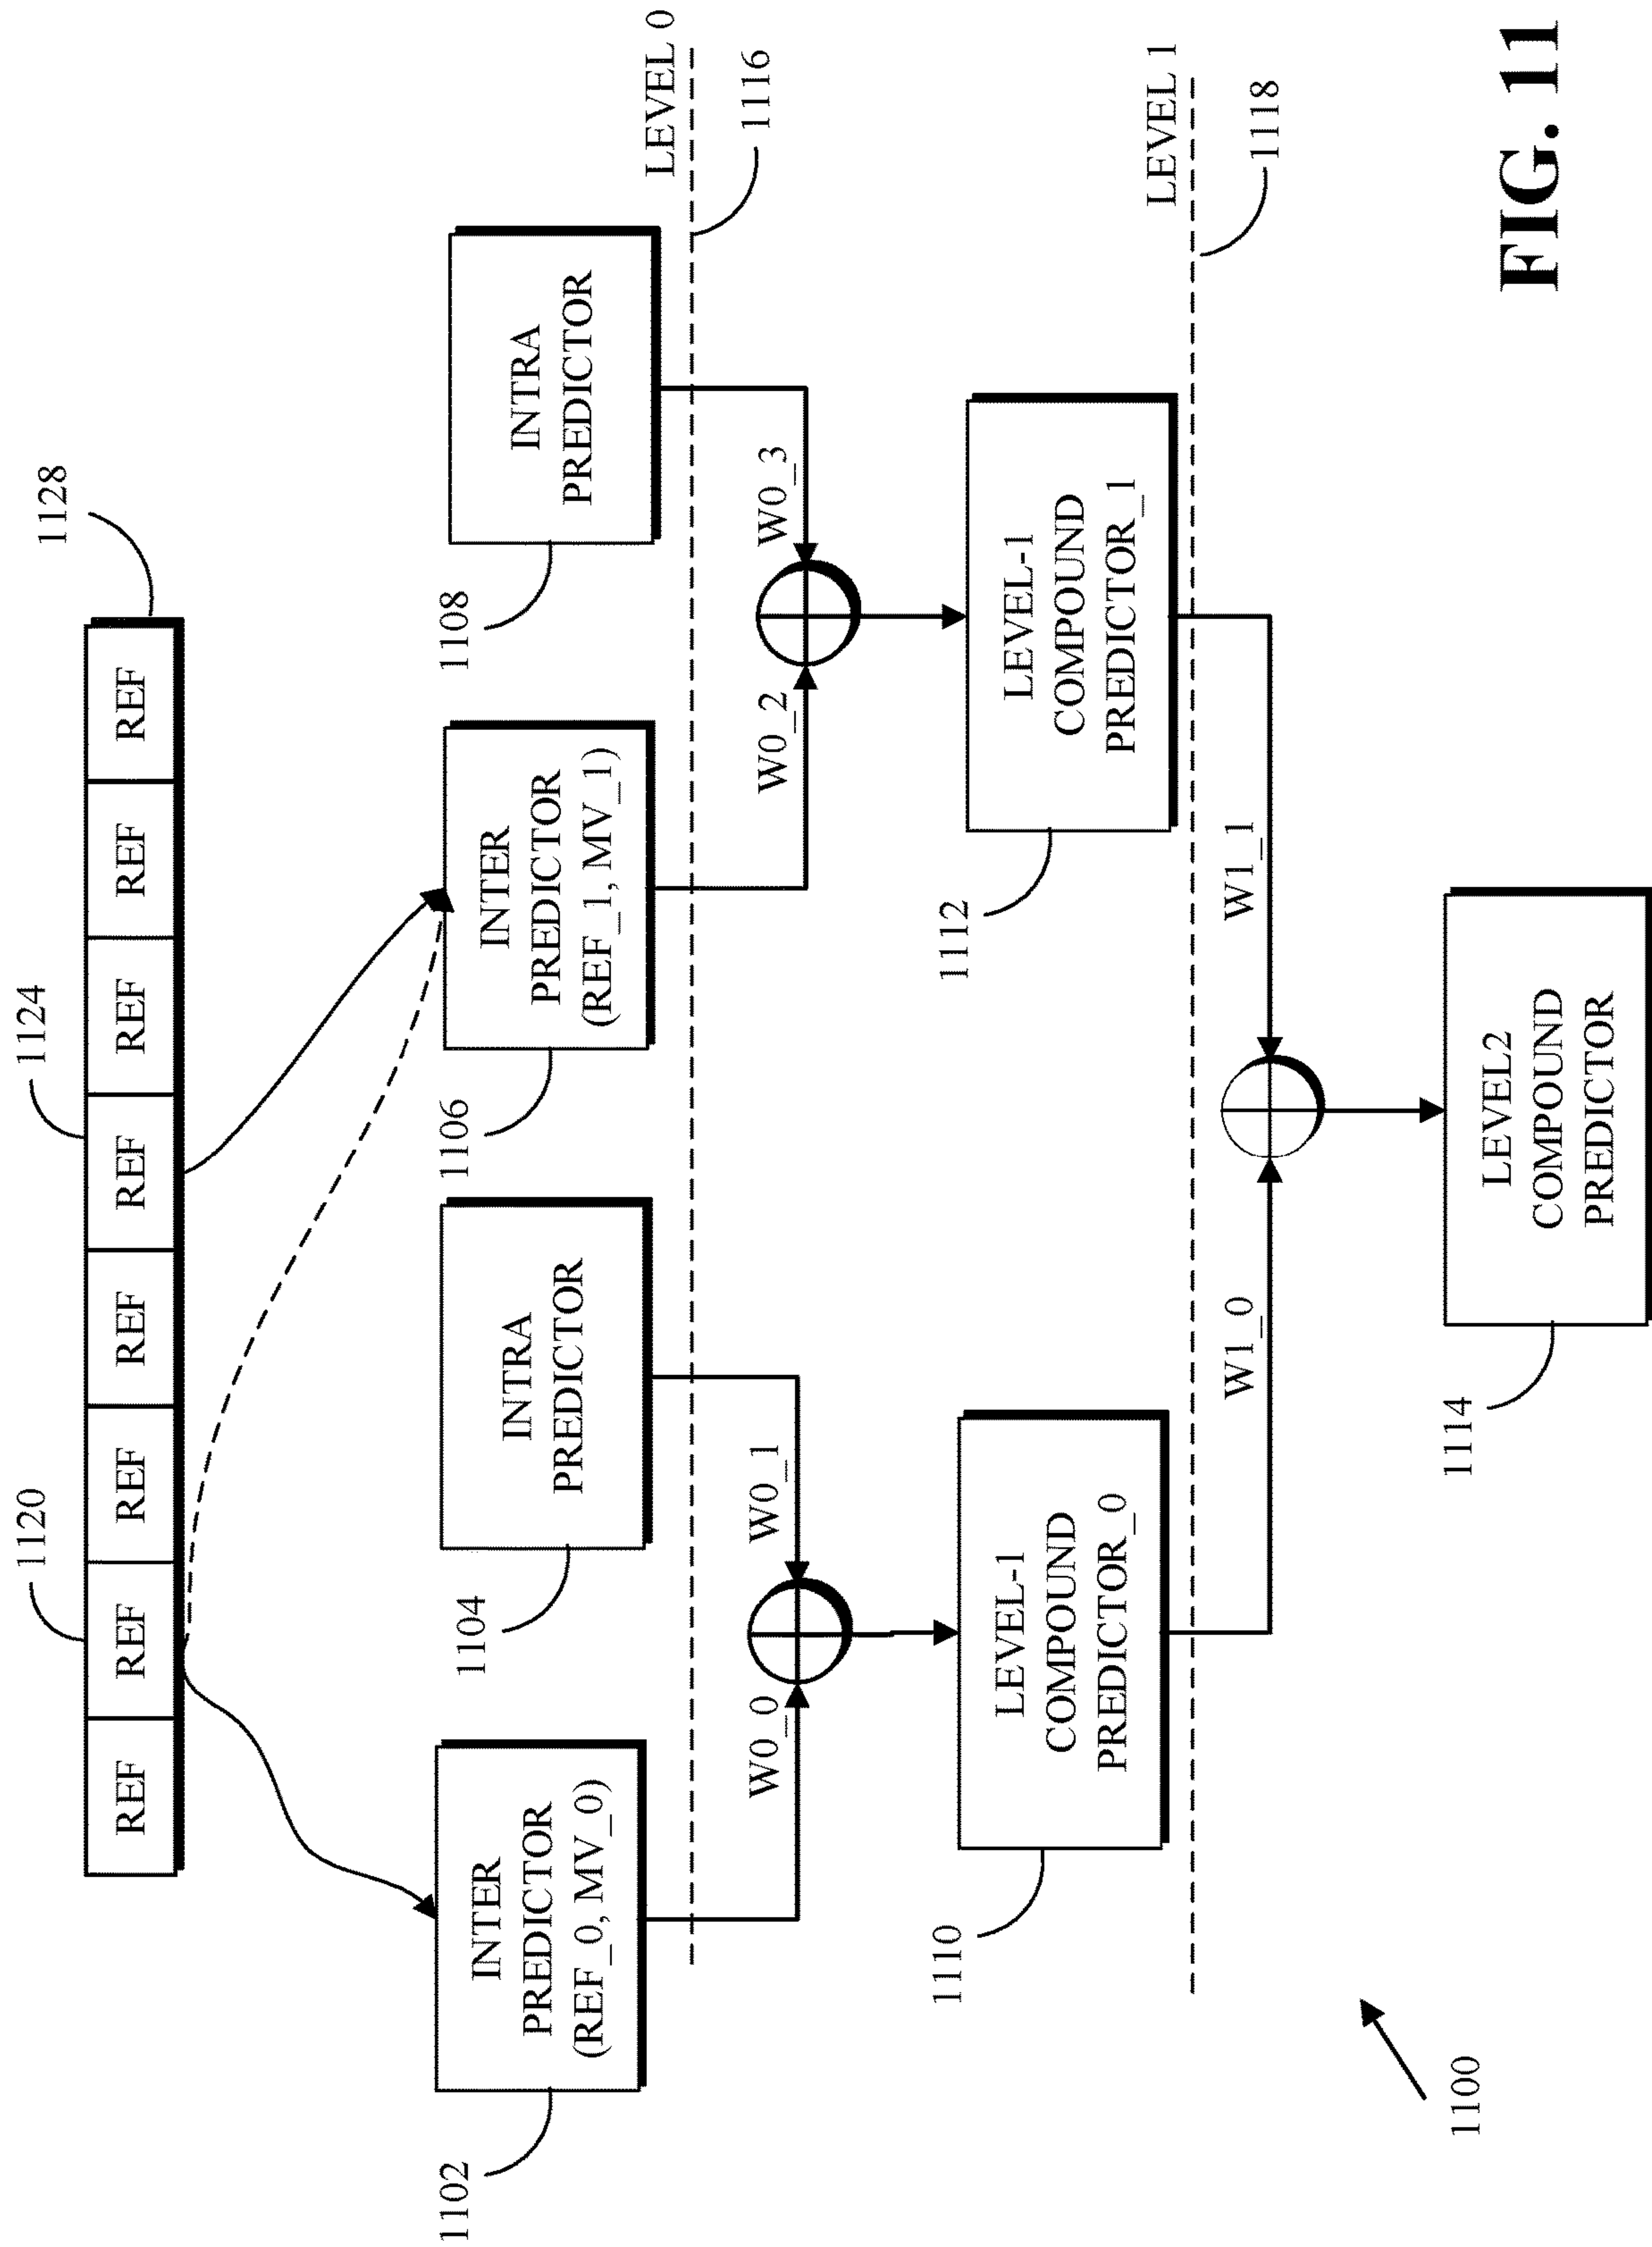 1120
1124
1128
REF
REF
REF
REF
REF
REF
REF
REF
1102
INTER
PREDICTOR
(REF_0, MV_0)
1104
INTRA
PREDICTOR
1106
INTER
PREDICTOR
(REF_1, MV_1)
1108
INTRA
PREDICTOR
LEVEL 0
1116
W0_0
W0_1
W0_2
W0_3
1110
LEVEL-1
COMPOUND
PREDICTOR_0
1112
LEVEL-1
COMPOUND
PREDICTOR_1
LEVEL 1
1118
W1_0
W1_1
1114
LEVEL2
COMPOUND
PREDICTOR
1100
FIG. 11